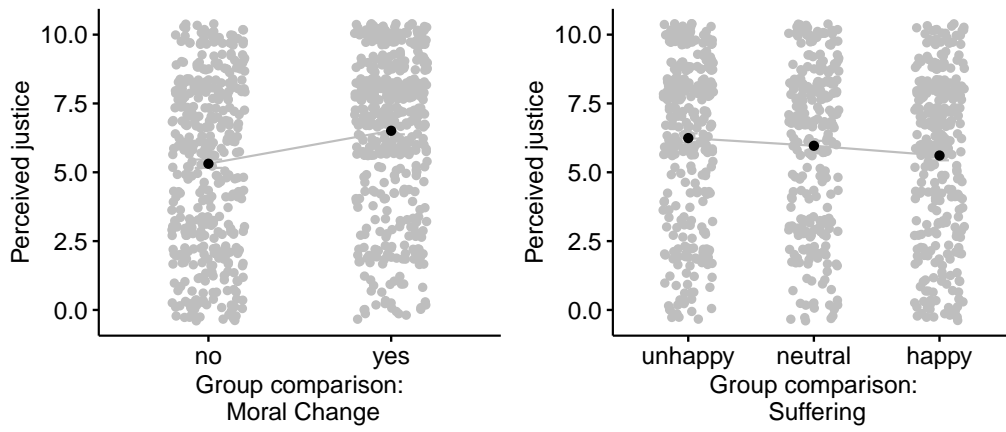 Perceived justice
10.0
7.5
5.0
2.5
0.0
no yes
Group comparison:
Moral Change
Perceived justice
10.0
7.5
5.0
2.5
0.0
unhappy neutral happy
Group comparison:
Suffering